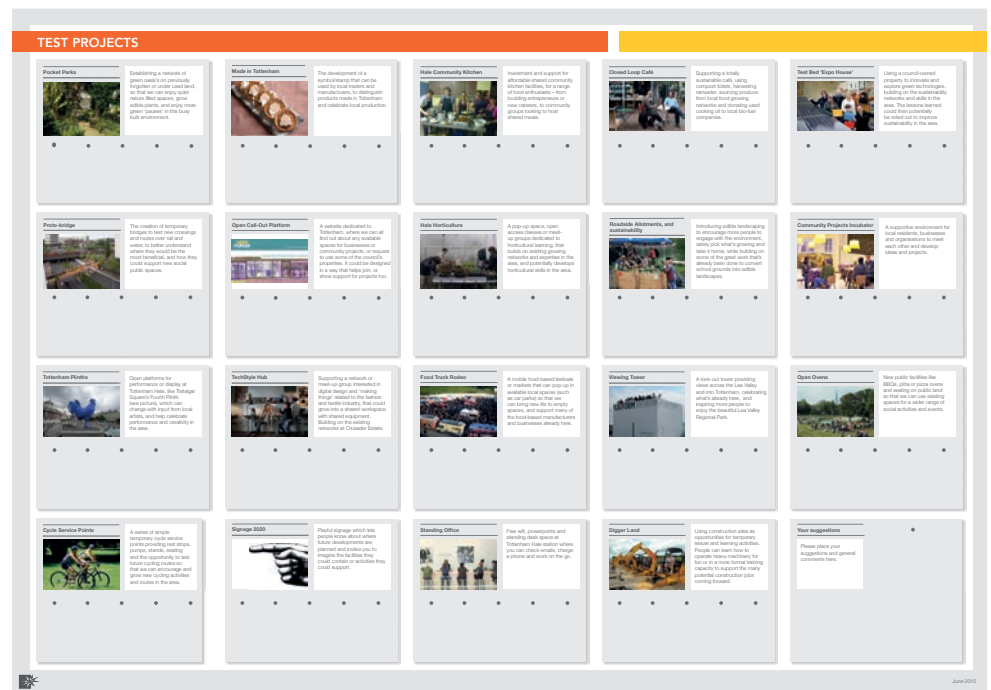 TEST PROJECTS
Pocket Parks
Establishing a network of
green oasis's on previously
forgotten or under used land,
so that we can enjoy quiet
nature filled spaces, grow
edible plants, and enjoy more
green 'pauses' in this busy
built environment.
Made in Tottenham
The development of a
symbol/stamp that can be
used by local traders and
manufacturers, to distinguish
products made in Tottenham
and celebrate local production.
Hale Community Kitchen
Investment and support for
affordable shared community
kitchen facilities, for a range
of food enthusiasts – from
budding entrepreneurs or
new caterers, to community
groups looking to host
shared meals.
Closed Loop Café
Supporting a totally
sustainable café, using
compost toilets, harvesting
rainwater, sourcing produce
from local food growing
networks and donating used
cooking oil to local bio-fuel
companies.
Test Bed 'Expo House'
Using a council-owned
property to innovate and
explore green technologies,
building on the sustainability
networks and skills in the
area. The lessons learned
could then potentially
be rolled out to improve
sustainability in the area.
Proto-bridge
The creation of temporary
bridges to test new crossings
and routes over rail and
water, to better understand
where they would be the
most beneficial, and how they
could support new social
public spaces.
Open Call-Out Platform
A website dedicated to
Tottenham, where we can all
find out about any available
spaces for businesses or
community projects, or request
to use some of the council's
properties. It could be designed
in a way that helps join, or
show support for projects too.
Hale Horticulture
A pop-up space, open
access classes or meet-
up groups dedicated to
horticultural learning, that
builds on existing growing
networks and expertise in the
area, and potentially develops
horticultural skills in the area.
Roadside Allotments, and
sustainability
Introducing edible landscaping
to encourage more people to
engage with the environment,
safely pick what's growing and
take it home, while building on
some of the great work that's
already been done to convert
school grounds into edible
landscapes.
Community Projects Incubator
A supportive environment for
local residents, businesses
and organisations to meet
each other and develop
ideas and projects.
Tottenham Plinths
Open platforms for
performance or display at
Tottenham Hale, like Trafalgar
Square's Fourth Plinth
(see picture), which can
change with input from local
artists, and help celebrate
performance and creativity in
the area.
TechStyle Hub
Supporting a network or
meet-up group interested in
digital design and 'making
things' related to the fashion
and textile industry, that could
grow into a shared workspace
with shared equipment.
Building on the existing
networks at Crusader Estate.
Food Truck Rodeo
A mobile food-based festivals
or markets that can pop up in
available local spaces (such
as car parks) so that we
can bring new life to empty
spaces, and support many of
the food-based manufacturers
and businesses already here.
Viewing Tower
A look-out tower providing
views across the Lea Valley
and into Tottenham, celebrating
what's already here, and
inspiring more people to
enjoy the beautiful Lea Valley
Regional Park.
Open Ovens
New public facilities like
BBQs, pitta or pizza ovens
and seating on public land
so that we can use existing
spaces for a wider range of
social activities and events.
Cycle Service Points
A series of simple
temporary cycle service
points providing rest stops,
pumps, stands, seating
and the opportunity to test
future cycling routes so
that we can encourage and
grow new cycling activities
and routes in the area.
Signage 2020
Playful signage which lets
people know about where
future developments are
planned and invites you to
imagine the facilities they
could contain or activities they
could support.
Standing Office
Free wifi, powerpoints and
standing desk space at
Tottenham Hale station where
you can check emails, charge
a phone and work on the go.
Digger Land
Using construction sites as
opportunities for temporary
leisure and learning activities.
People can learn how to
operate heavy machinery for
fun or in a more formal training
capacity to support the many
potential construction jobs
coming forward.
Your suggestions
Please place your
suggestions and general
comments here.
June 2015